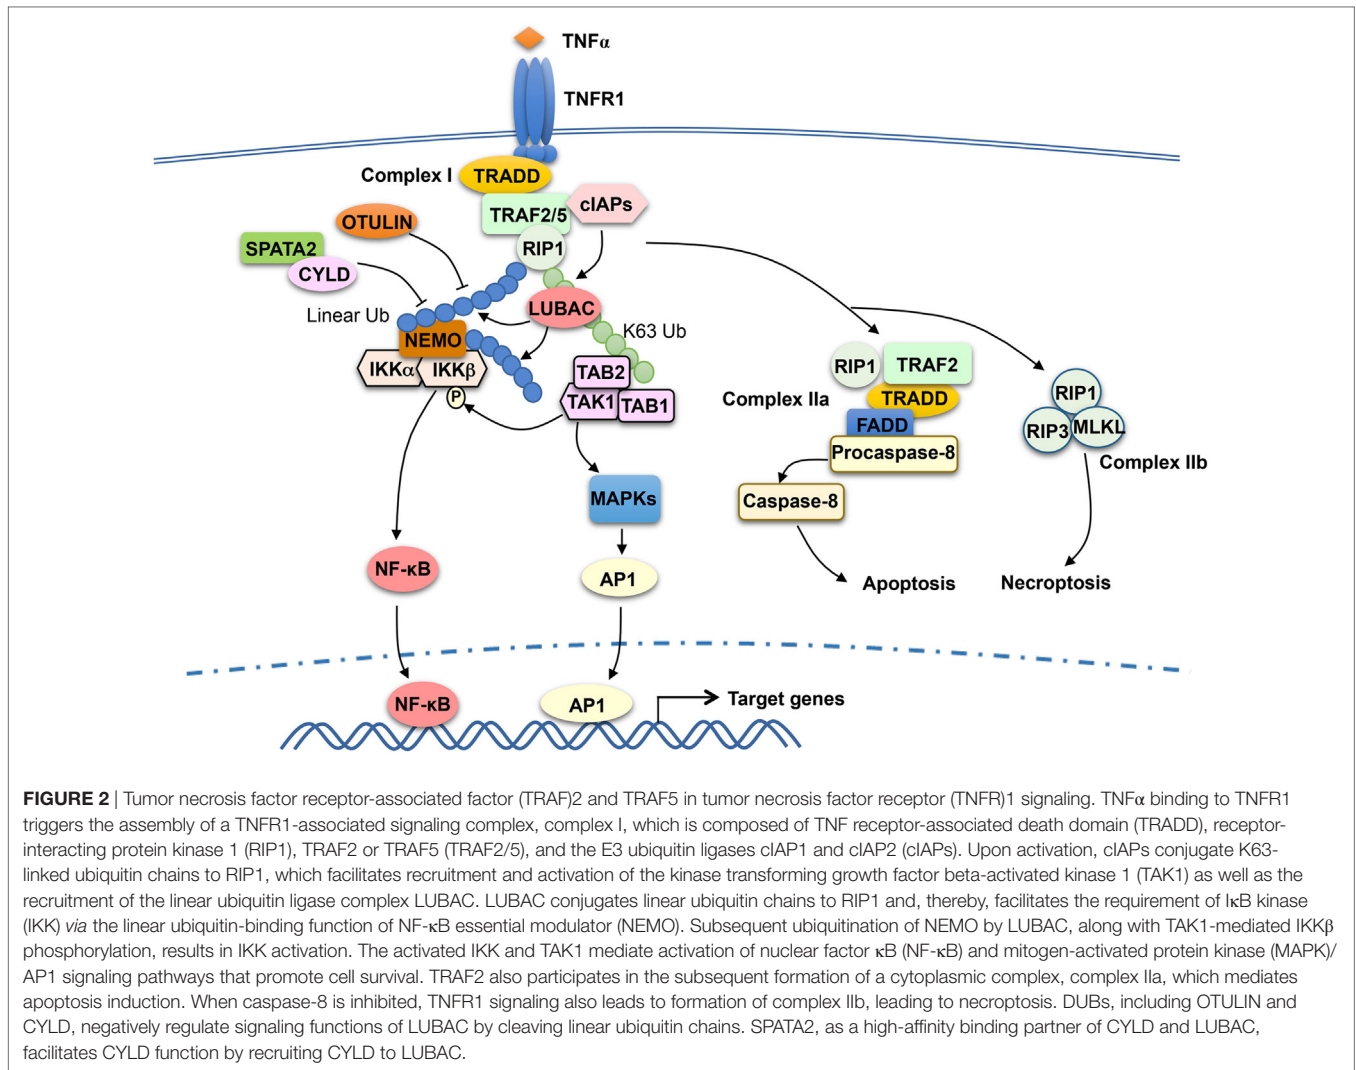 TNFα
TNFR1
Complex I
TRADD
TRAF2/5
cIAPs
OTULIN
RIP1
SPATA2
CYLD
Linear Ub
LUBAC
K63 Ub
NEMO
IKKα
IKKβ
P
TAB2
TAK1
TAB1
MAPKs
NF-κB
AP1
RIP1
TRAF2
TRADD
Complex IIa
FADD
Procaspase-8
Caspase-8
Apoptosis
RIP1
RIP3
MLKL
Complex IIb
Necroptosis
NF-κB
AP1
Target genes
FIGURE 2 | Tumor necrosis factor receptor-associated factor (TRAF)2 and TRAF5 in tumor necrosis factor receptor (TNFR)1 signaling. TNFα binding to TNFR1
triggers the assembly of a TNFR1-associated signaling complex, complex I, which is composed of TNF receptor-associated death domain (TRADD), receptor-
interacting protein kinase 1 (RIP1), TRAF2 or TRAF5 (TRAF2/5), and the E3 ubiquitin ligases cIAP1 and cIAP2 (cIAPs). Upon activation, cIAPs conjugate K63-
linked ubiquitin chains to RIP1, which facilitates recruitment and activation of the kinase transforming growth factor beta-activated kinase 1 (TAK1) as well as the
recruitment of the linear ubiquitin ligase complex LUBAC. LUBAC conjugates linear ubiquitin chains to RIP1 and, thereby, facilitates the requirement of IκB kinase
(IKK) via the linear ubiquitin-binding function of NF-κB essential modulator (NEMO). Subsequent ubiquitination of NEMO by LUBAC, along with TAK1-mediated IKKβ
phosphorylation, results in IKK activation. The activated IKK and TAK1 mediate activation of nuclear factor κB (NF-κB) and mitogen-activated protein kinase (MAPK)/
AP1 signaling pathways that promote cell survival. TRAF2 also participates in the subsequent formation of a cytoplasmic complex, complex IIa, which mediates
apoptosis induction. When caspase-8 is inhibited, TNFR1 signaling also leads to formation of complex IIb, leading to necroptosis. DUBs, including OTULIN and
CYLD, negatively regulate signaling functions of LUBAC by cleaving linear ubiquitin chains. SPATA2, as a high-affinity binding partner of CYLD and LUBAC,
facilitates CYLD function by recruiting CYLD to LUBAC.